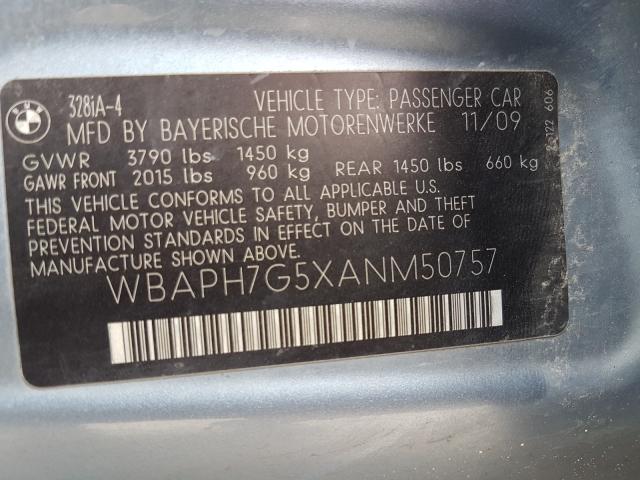 BMW
328iA-4 VEHICLE TYPE: PASSENGER CAR
MFD BY BAYERISCHE MOTORENWERKE 11/09
GVWR 3790 lbs 1450 kg
GAWR FRONT 2015 lbs 960 kg REAR 1450 lbs 660 kg
THIS VEHICLE CONFORMS TO ALL APPLICABLE U.S.
FEDERAL MOTOR VEHICLE SAFETY, BUMPER AND THEFT
PREVENTION STANDARDS IN EFFECT ON THE DATE OF
MANUFACTURE SHOWN ABOVE.
WBAPH7G5XANM50757
606